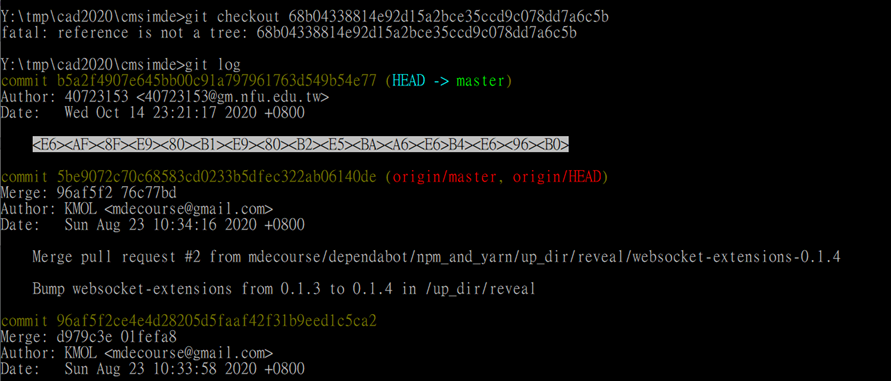 Y:\tmp\cad2020\cmsimde>git checkout 68b04338814e92d15a2bce35ccd9c078dd7a6c5b
fatal: reference is not a tree: 68b04338814e92d15a2bce35ccd9c078dd7a6c5b
Y:\tmp\cad2020\cmsimde>git log
commit b5a2f4907e645bb00c91a797961763d549b54e77 (HEAD -> master)
Author: 40723153 <40723153@gm.nfu.edu.tw>
Date:   Wed Oct 14 23:21:17 2020 +0800
<E6><AF><8F><E9><80><B1><E9><80><B2><E5><BA><A6><E6>B4><E6><96><B0>
commit 5be9072c70c68583cd0233b5dfec322ab06140de (origin/master, origin/HEAD)
Merge: 96af5f2 76c77bd
Author: KMOL <mdecourse@gmail.com>
Date:   Sun Aug 23 10:34:16 2020 +0800
Merge pull request #2 from mdecourse/dependabot/npm_and_yarn/up_dir/reveal/websocket-extensions-0.1.4
Bump websocket-extensions from 0.1.3 to 0.1.4 in /up_dir/reveal
commit 96af5f2ce4e4d28205d5faaf42f31b9eed1c5ca2
Merge: d979c3e 01fefa8
Author: KMOL <mdecourse@gmail.com>
Date:   Sun Aug 23 10:33:58 2020 +0800